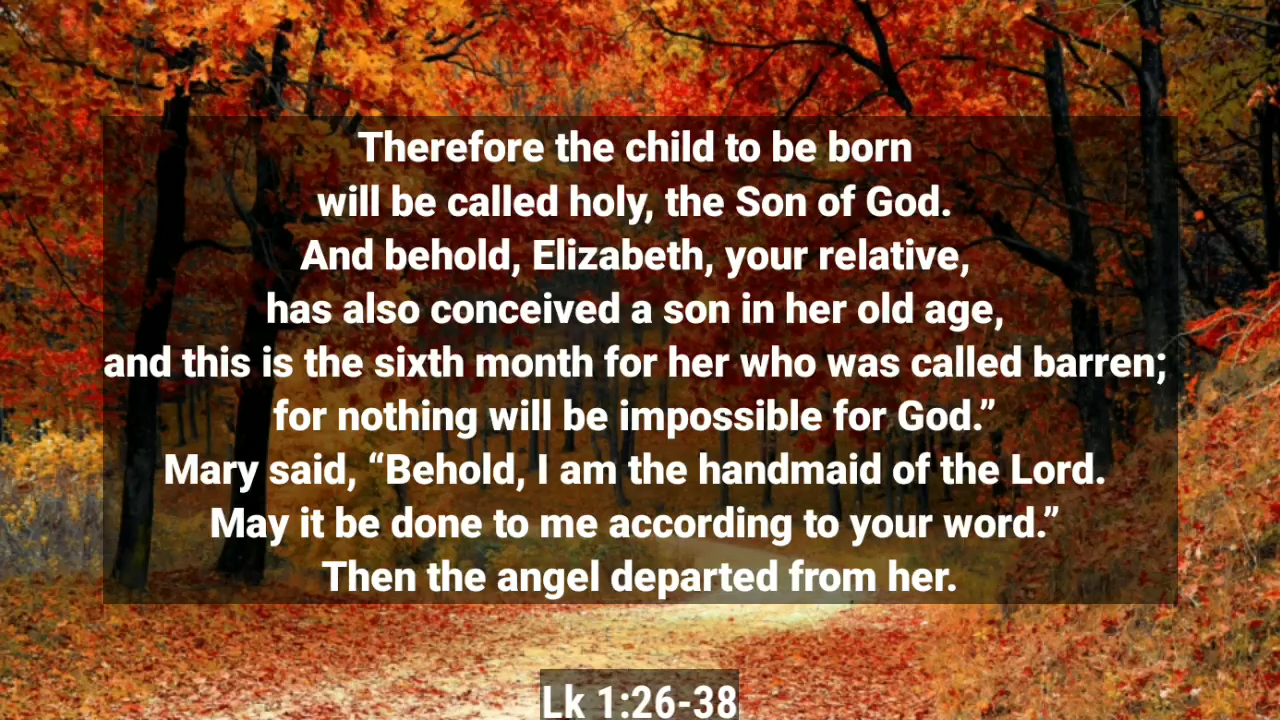 Therefore the child to be born
will be called holy, the Son of God.
And behold, Elizabeth, your relative,
has also conceived a son in her old age,
and this is the sixth month for her who was called barren;
for nothing will be impossible for God.”
Mary said, “Behold, I am the handmaid of the Lord.
May it be done to me according to your word.”
Then the angel departed from her.
Lk 1:26-38